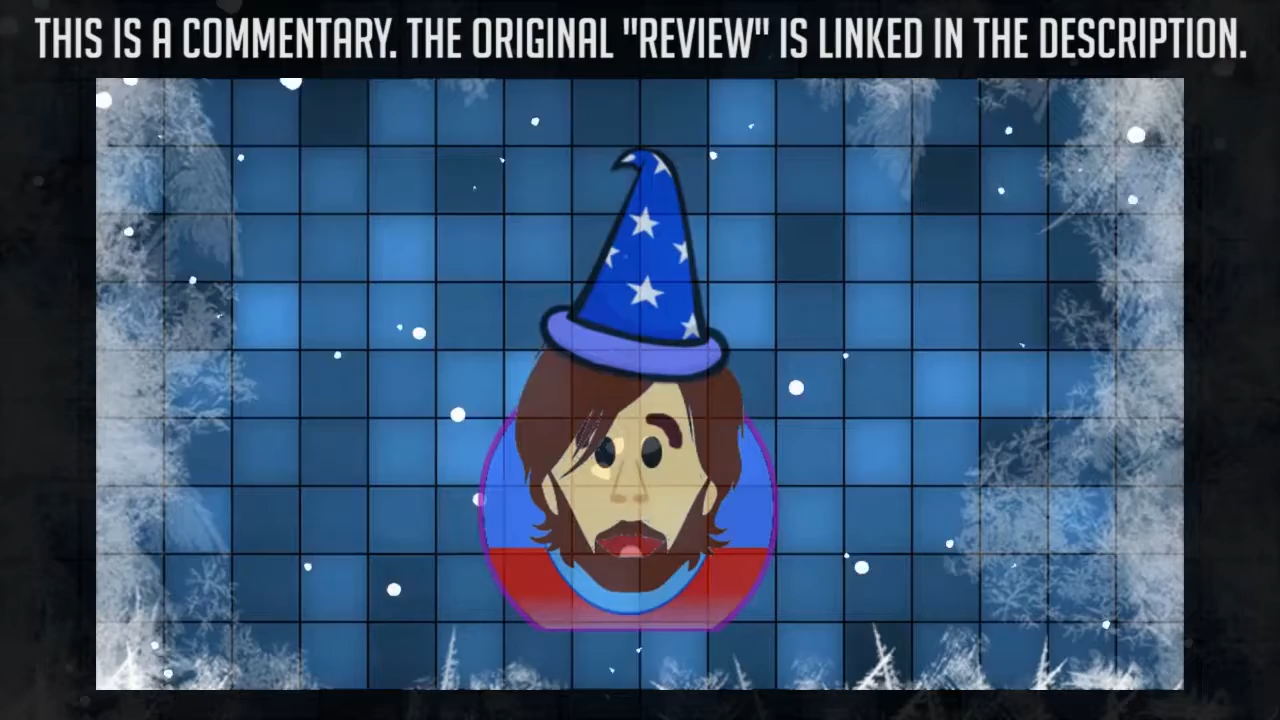 THIS IS A COMMENTARY. THE ORIGINAL "REVIEW" IS LINKED IN THE DESCRIPTION.